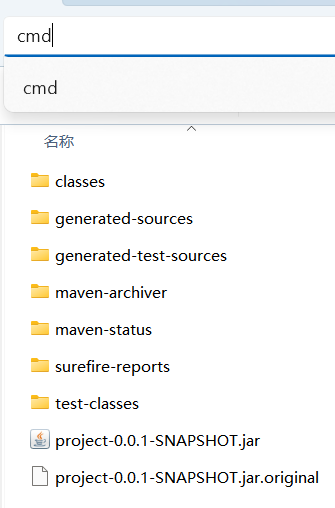 cmd
cmd
名称
classes
generated-sources
generated-test-sources
maven-archiver
maven-status
surefire-reports
test-classes
project-0.0.1-SNAPSHOT.jar
project-0.0.1-SNAPSHOT.jar.original